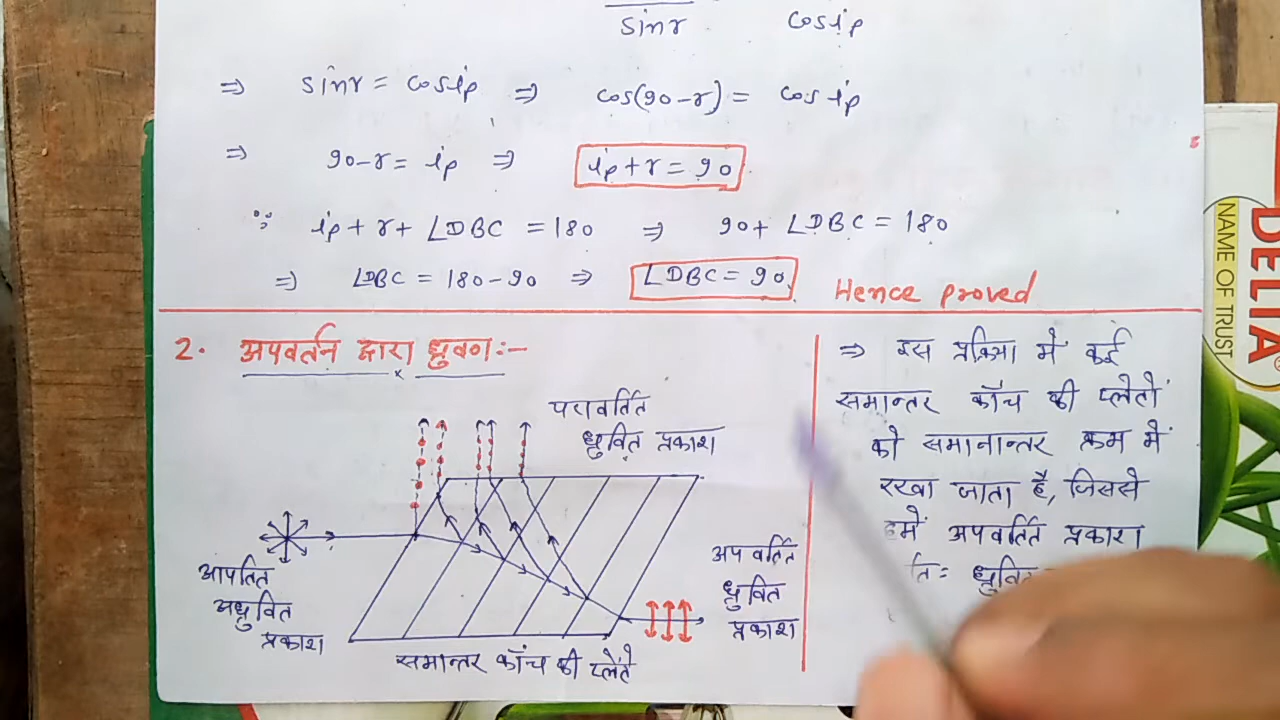 sinr cosip
⇒ sinr = cosip ⇒ cos(90-r) = cosip
⇒ 90-r = ip ⇒ ip+r = 90
∵ ip+r+ ∠DBC = 180 ⇒ 90+ ∠DBC = 180
⇒ ∠DBC = 180-90 ⇒ ∠DBC = 90 Hence proved
2. अपवर्तन द्वारा ध्रुवण :-
परावर्तित
ध्रुवित प्रकाश
आपतित
अध्रुवित
प्रकाश
अपवर्तित
ध्रुवित
प्रकाश
समान्तर काँच की प्लेंटे
⇒ इस प्रक्रिया में कई
समान्तर काँच की प्लेटों
को समानान्तर क्रम में
रखा जाता है, जिससे
हमें अपवर्तित प्रकाश
DELTA
NAME OF TRUST